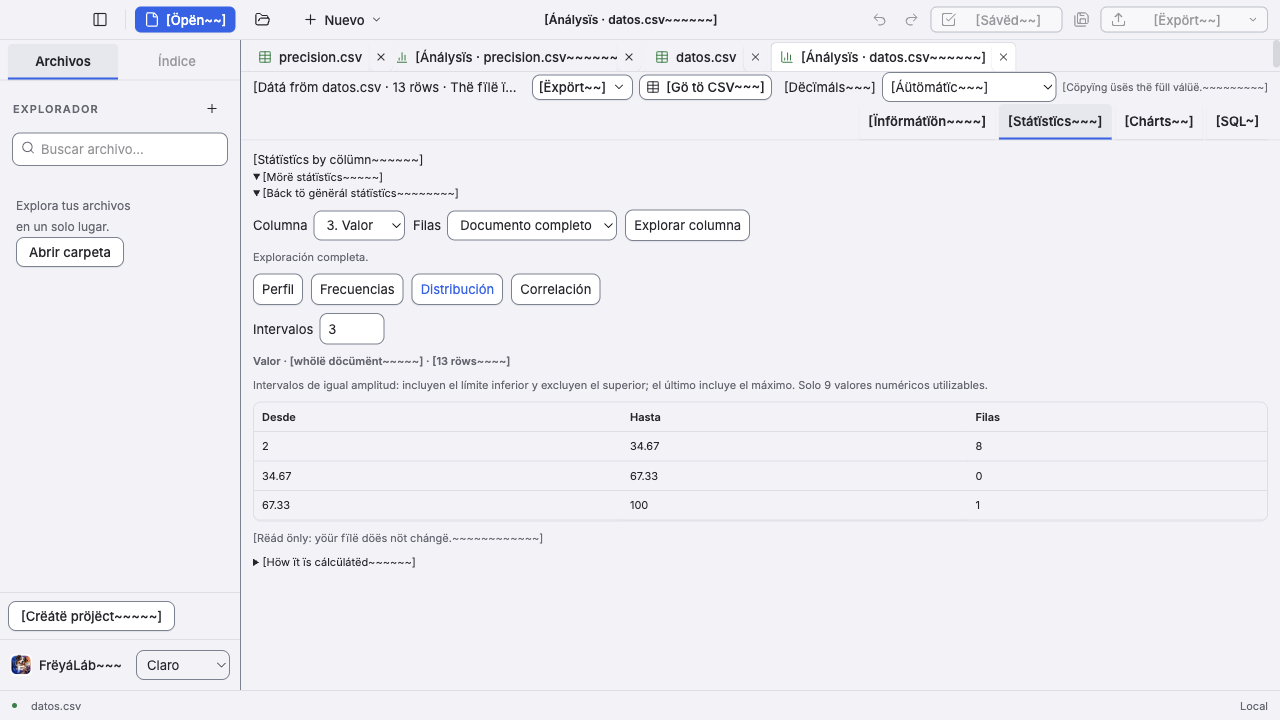 [Öpën~~]
Nuevo
[Ánálysïs · datos.csv~~~~~~]
[Sávëd~~]
[Ëxpört~~]
Archivos
Índice
precision.csv
[Ánálysïs · precision.csv~~~~~~
datos.csv
[Ánálysïs · datos.csv~~~~~~]
[Dátá fröm datos.csv · 13 röws · Thë fïlë ï...
[Ëxpört~~]
[Gö tö CSV~~~]
[Dëcïmáls~~~]
[Áütömátïc~~~]
[Cöpyïng üsës thë füll válüë.~~~~~~~~~]
[Ïnförmátïön~~~~]
[Státïstïcs~~~]
[Chárts~~]
[SQL~]
EXPLORADOR
Buscar archivo...
Explora tus archivos
en un solo lugar.
Abrir carpeta
[Státïstïcs by cölümn~~~~~~]
[Mörë státïstïcs~~~~~]
[Báck tö gënërál státïstïcs~~~~~~~~]
Columna
3. Valor
Filas
Documento completo
Explorar columna
Exploración completa.
Perfil
Frecuencias
Distribución
Correlación
Intervalos
3
Valor · [whölë döcümënt~~~~~] · [13 röws~~~~]
Intervalos de igual amplitud: incluyen el límite inferior y excluyen el superior; el último incluye el máximo. Solo 9 valores numéricos utilizables.
Desde Hasta Filas
2 34.67 8
34.67 67.33 0
67.33 100 1
[Rëád önly: yöür fïlë döës nöt chángë.~~~~~~~~~~~~]
[Höw ït ïs cálcülátëd~~~~~~]
[Crëátë pröjëct~~~~~]
FrëyáLáb~~~
Claro
datos.csv
Local